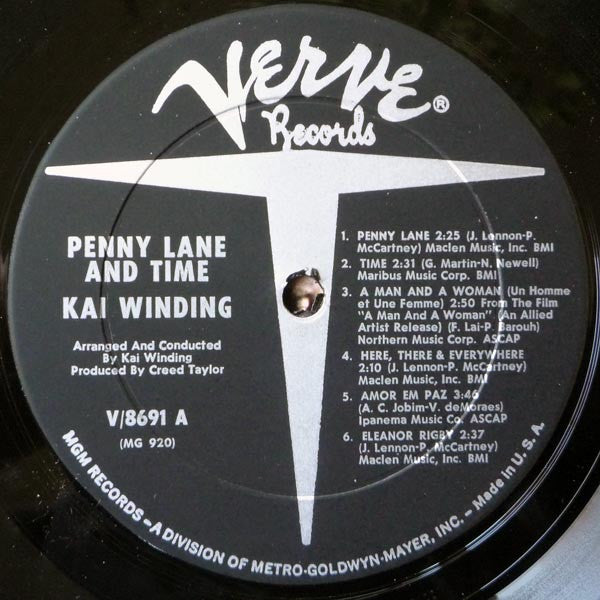 Verve®
Records
PENNY LANE
AND TIME
KAI WINDING
Arranged And Conducted
By Kai Winding
Produced By Creed Taylor
V/8691 A
(MG 920)
1. PENNY LANE 2:25 (J. Lennon-P.
McCartney) Maclen Music, Inc. BMI
2. TIME 2:31 (G. Martin-N. Newell)
Maribus Music Corp. BMI
3. A MAN AND A WOMAN (Un Homme
et Une Femme) 2:50 From The Film
"A Man And A Woman" (An Allied
Artist Release) (F. Lai-P. Barouh)
Northern Music Corp. ASCAP
4. HERE, THERE & EVERYWHERE
2:10 (J. Lennon-P. McCartney)
Maclen Music, Inc. BMI
5. AMOR EM PAZ 3:46
(A. C. Jobim-V. deMoraes)
Ipanema Music Co. ASCAP
6. ELEANOR RIGBY 2:37
(J. Lennon-P. McCartney)
Maclen Music, Inc. BMI
MGM RECORDS—A DIVISION OF METRO-GOLDWYN-MAYER, INC.—Made in U. S. A.